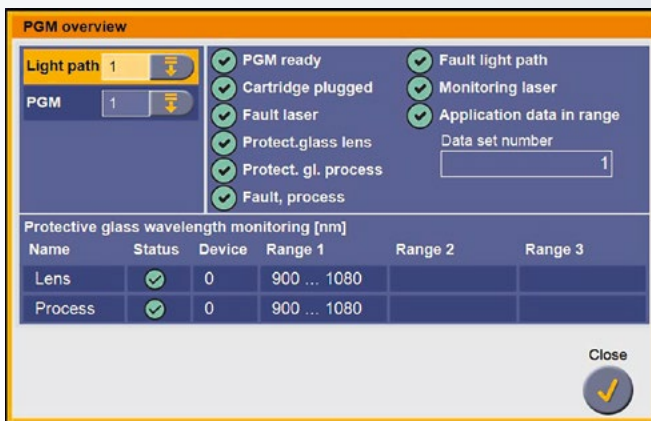 PGM overview
Light path 1
PGM 1
PGM ready
Cartridge plugged
Fault laser
Protect.glass lens
Protect. gl. process
Fault, process
Fault light path
Monitoring laser
Application data in range
Data set number
1
Protective glass wavelength monitoring [nm]
Name Status Device Range 1 Range 2 Range 3
Lens 0 900 ... 1080
Process 0 900 ... 1080
Close